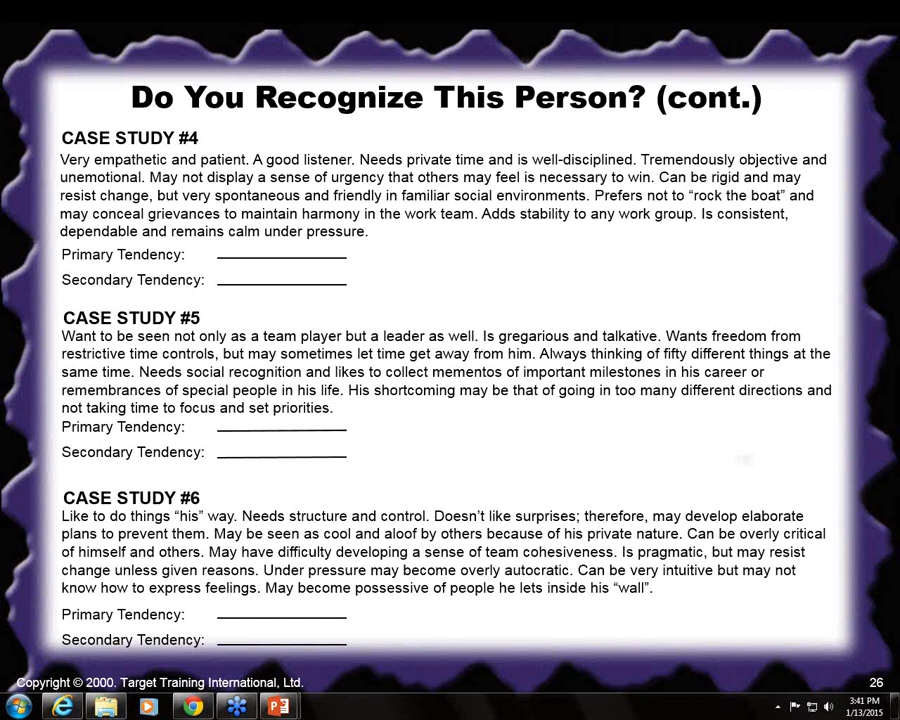 Do You Recognize This Person? (cont.)
CASE STUDY #4
Very empathetic and patient. A good listener. Needs private time and is well-disciplined. Tremendously objective and
unemotional. May not display a sense of urgency that others may feel is necessary to win. Can be rigid and may
resist change, but very spontaneous and friendly in familiar social environments. Prefers not to “rock the boat” and
may conceal grievances to maintain harmony in the work team. Adds stability to any work group. Is consistent,
dependable and remains calm under pressure.
Primary Tendency:
Secondary Tendency:
CASE STUDY #5
Want to be seen not only as a team player but a leader as well. Is gregarious and talkative. Wants freedom from
restrictive time controls, but may sometimes let time get away from him. Always thinking of fifty different things at the
same time. Needs social recognition and likes to collect mementos of important milestones in his career or
remembrances of special people in his life. His shortcoming may be that of going in too many different directions and
not taking time to focus and set priorities.
Primary Tendency:
Secondary Tendency:
CASE STUDY #6
Like to do things “his” way. Needs structure and control. Doesn’t like surprises; therefore, may develop elaborate
plans to prevent them. May be seen as cool and aloof by others because of his private nature. Can be overly critical
of himself and others. May have difficulty developing a sense of team cohesiveness. Is pragmatic, but may resist
change unless given reasons. Under pressure may become overly autocratic. Can be very intuitive but may not
know how to express feelings. May become possessive of people he lets inside his “wall”.
Primary Tendency:
Secondary Tendency:
Copyright © 2000. Target Training International, Ltd.
26
3:41 PM
1/13/2015